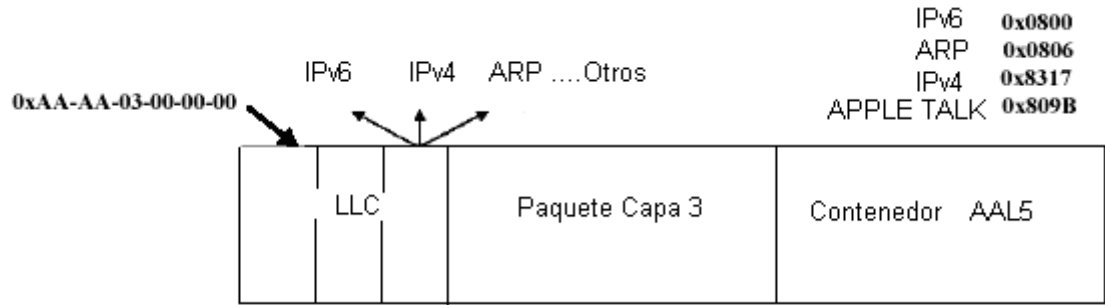 IPv6 0x0800
ARP 0x0806
IPv4 0x8317
APPLE TALK 0x809B
IPv6 IPv4 ARP ....Otros
0xAA-AA-03-00-00-00
LLC Paquete Capa 3 Contenedor AAL5